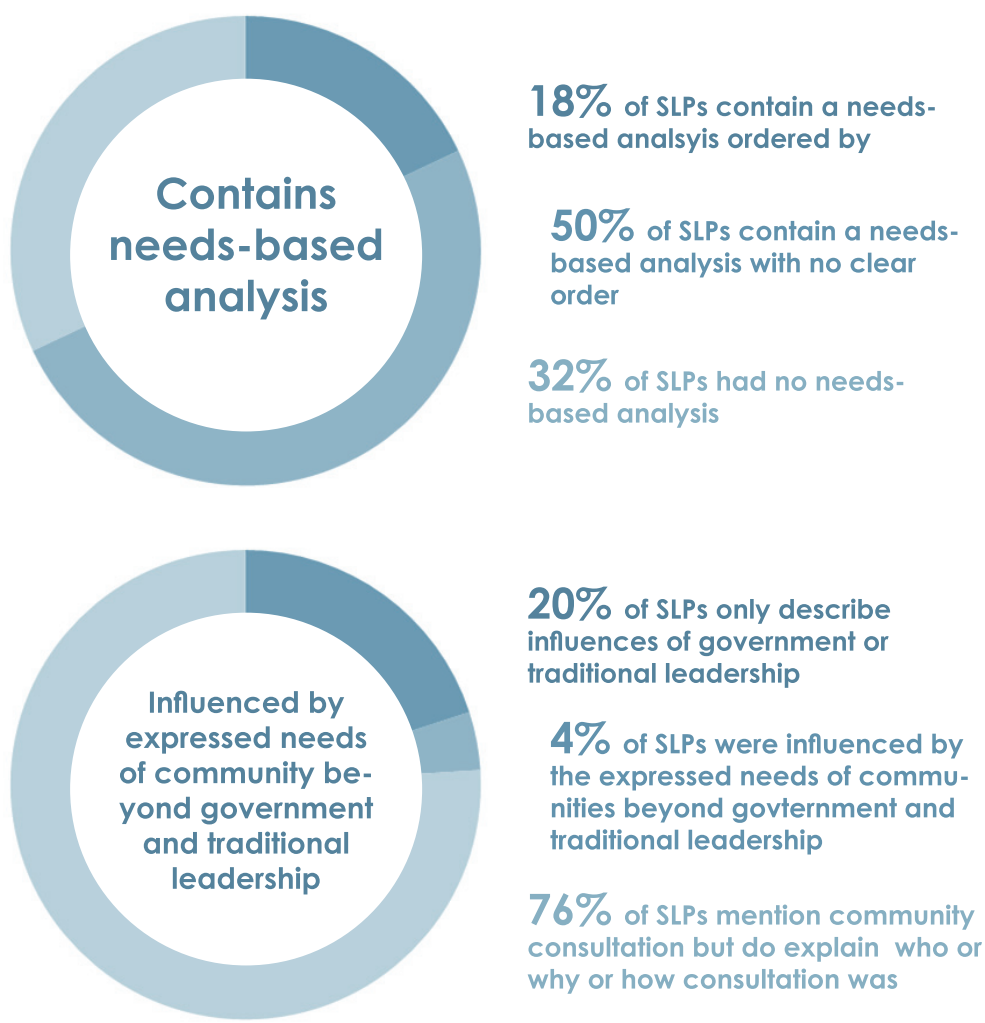 Contains
needs-based
analysis
18% of SLPs contain a needs-
based analsyis ordered by
50% of SLPs contain a needs-
based analysis with no clear
order
32% of SLPs had no needs-
based analysis
Influenced by
expressed needs
of community be-
yond government
and traditional
leadership
20% of SLPs only describe
influences of government or
traditional leadership
4% of SLPs were influenced by
the expressed needs of commu-
nities beyond govternment and
traditional leadership
76% of SLPs mention community
consultation but do explain  who or
why or how consultation was